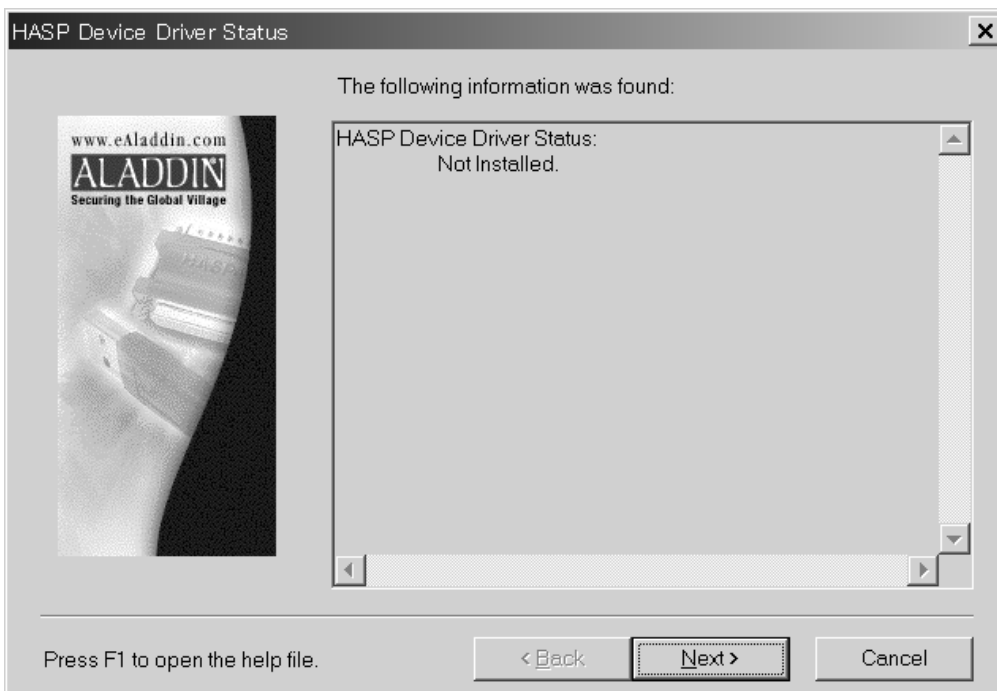 HASP Device Driver Status
The following information was found:
www.eAladdin.com
ALADDIN
Securing the Global Village
HASP
HASP Device Driver Status:
Not Installed.
Press F1 to open the help file.
< Back
Next >
Cancel